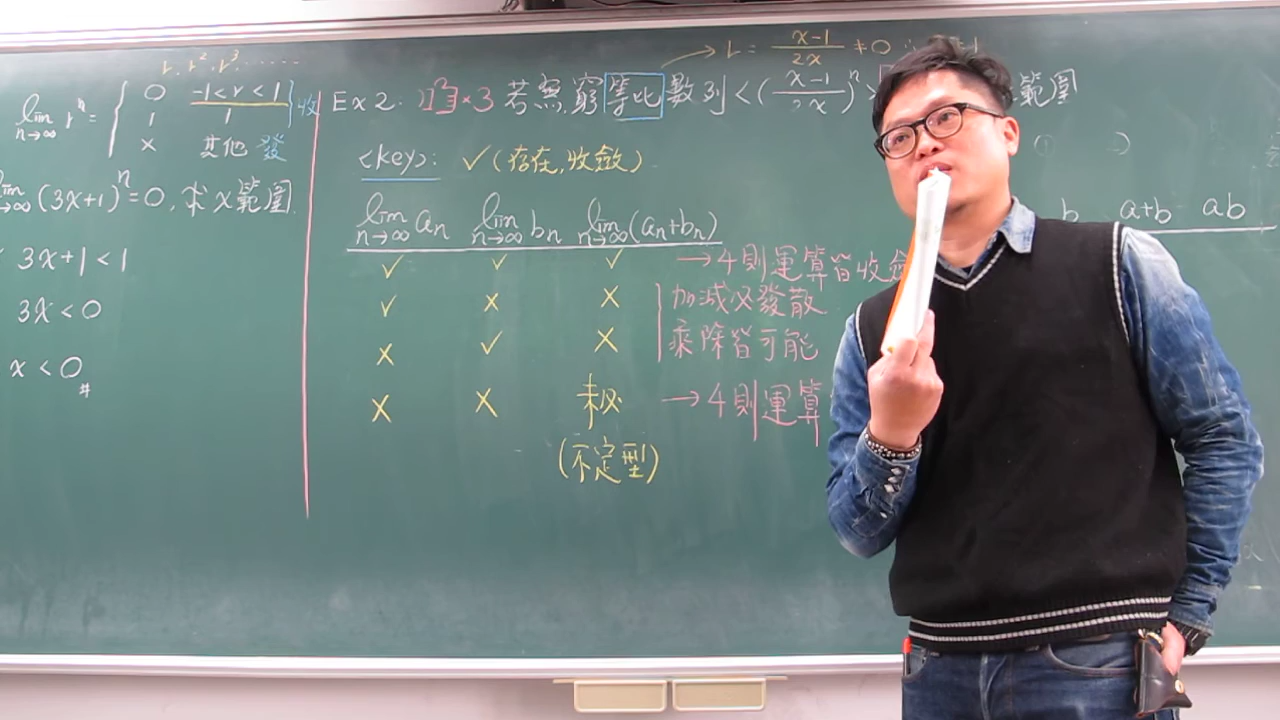 r, r², r³, ......
lim n→∞ rⁿ = { 0 -1<r<1 } 收
1 1
× 其他 發
lim n→∞ (3x+1)ⁿ=0, 求x範圍
3x+1<1
3x<0
x<0 #
→ r = (x-1)/2x ≠0
Ex2. ×3 若無窮等比數列<((x-1)/2x)ⁿ> 範圍
<key>: ✓(存在,收斂)
lim n→∞ aₙ lim n→∞ bₙ lim n→∞ (aₙ+bₙ)
✓ ✓ ✓ →4則運算皆收斂
✓ × × 加減必發散
× ✓ × 乘除皆可能
× × 未必 →4則運算
(不定型)
b a+b ab